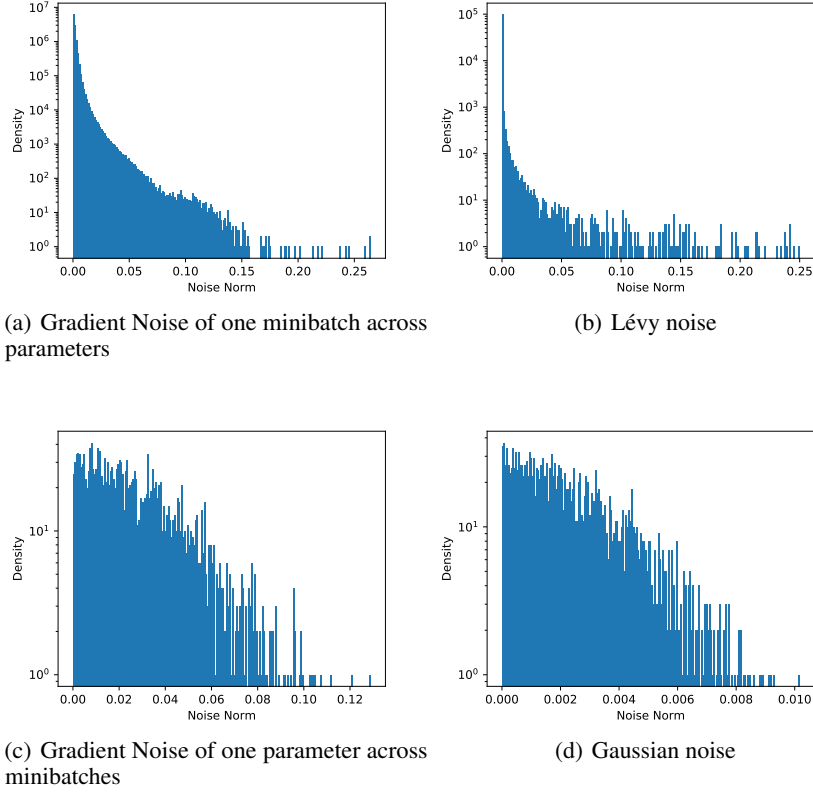 10^7
10^6
10^5
10^4
10^3
10^2
10^1
10^0
Density
0.00 0.05 0.10 0.15 0.20 0.25
Noise Norm
(a) Gradient Noise of one minibatch across
parameters
10^5
10^4
10^3
10^2
10^1
10^0
Density
0.00 0.05 0.10 0.15 0.20 0.25
Noise Norm
(b) Lévy noise
10^1
10^0
Density
0.00 0.02 0.04 0.06 0.08 0.10 0.12
Noise Norm
(c) Gradient Noise of one parameter across
minibatches
10^1
10^0
Density
0.000 0.002 0.004 0.006 0.008 0.010
Noise Norm
(d) Gaussian noise